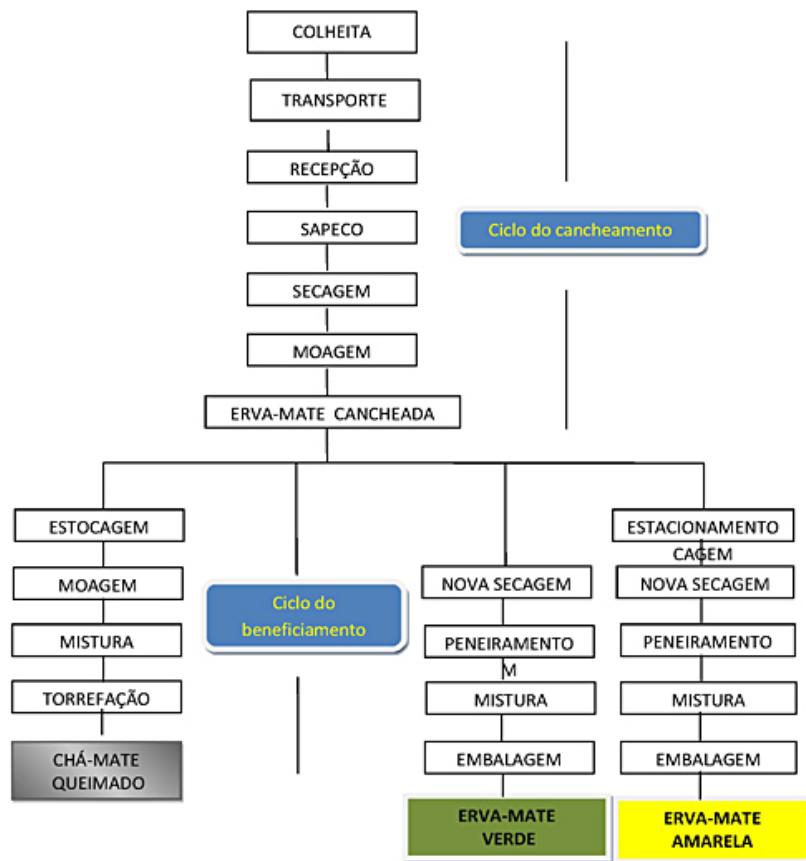 COLHEITA
TRANSPORTE
RECEPÇÃO
SAPECO
Ciclo do cancheamento
SECAGEM
MOAGEM
ERVA-MATE CANCHEADA
ESTOCAGEM
MOAGEM
MISTURA
TORREFAÇÃO
CHÁ-MATE
QUEIMADO
Ciclo do
beneficiamento
NOVA SECAGEM
PENEIRAMENTO
M
MISTURA
EMBALAGEM
ERVA-MATE
VERDE
ESTACIONAMENTO
CAGEM
NOVA SECAGEM
PENEIRAMENTO
MISTURA
EMBALAGEM
ERVA-MATE
AMARELA